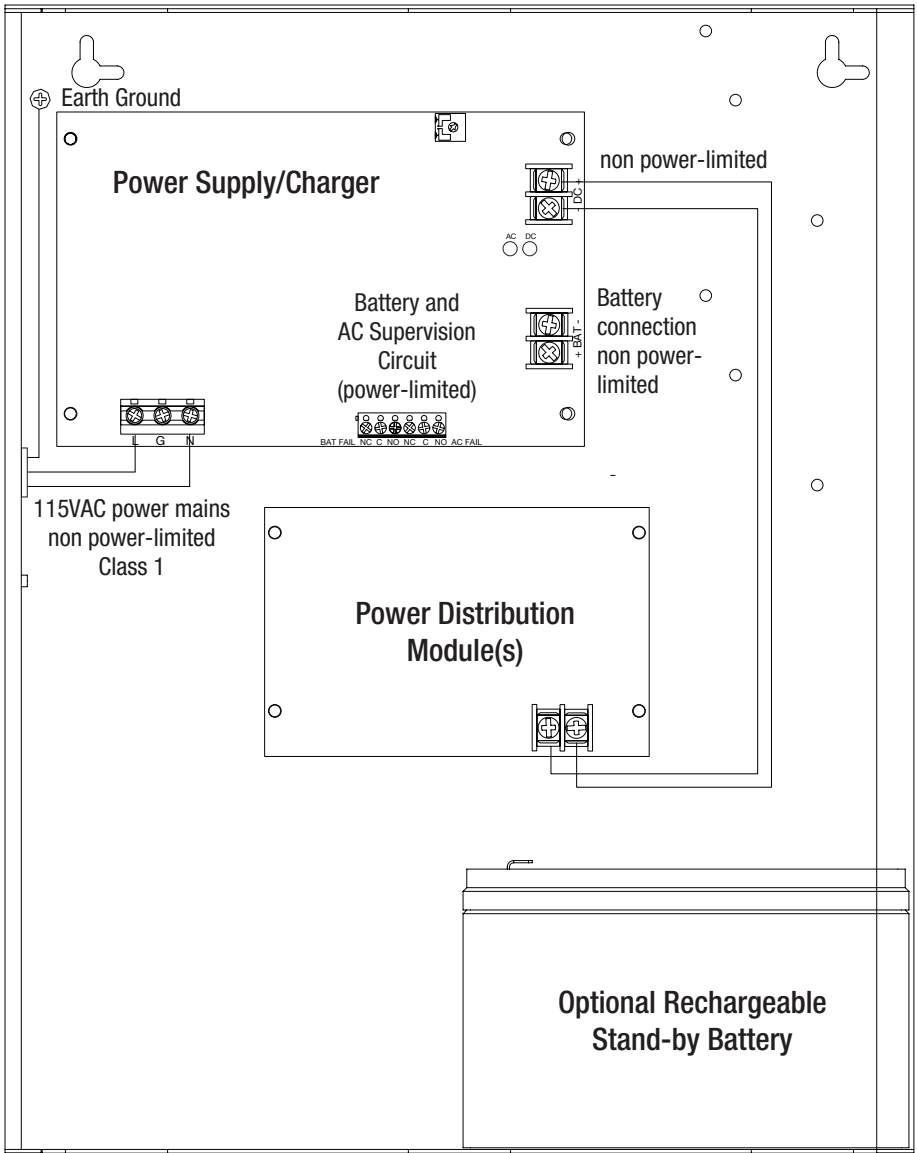 Earth Ground
Power Supply/Charger
non power-limited
- DC +
AC DC
Battery and
AC Supervision
Circuit
(power-limited)
Battery
connection
non power-
limited
+ BAT -
L G N
BAT FAIL NC C NO NC C NO AC FAIL
115VAC power mains
non power-limited
Class 1
Power Distribution
Module(s)
Optional Rechargeable
Stand-by Battery